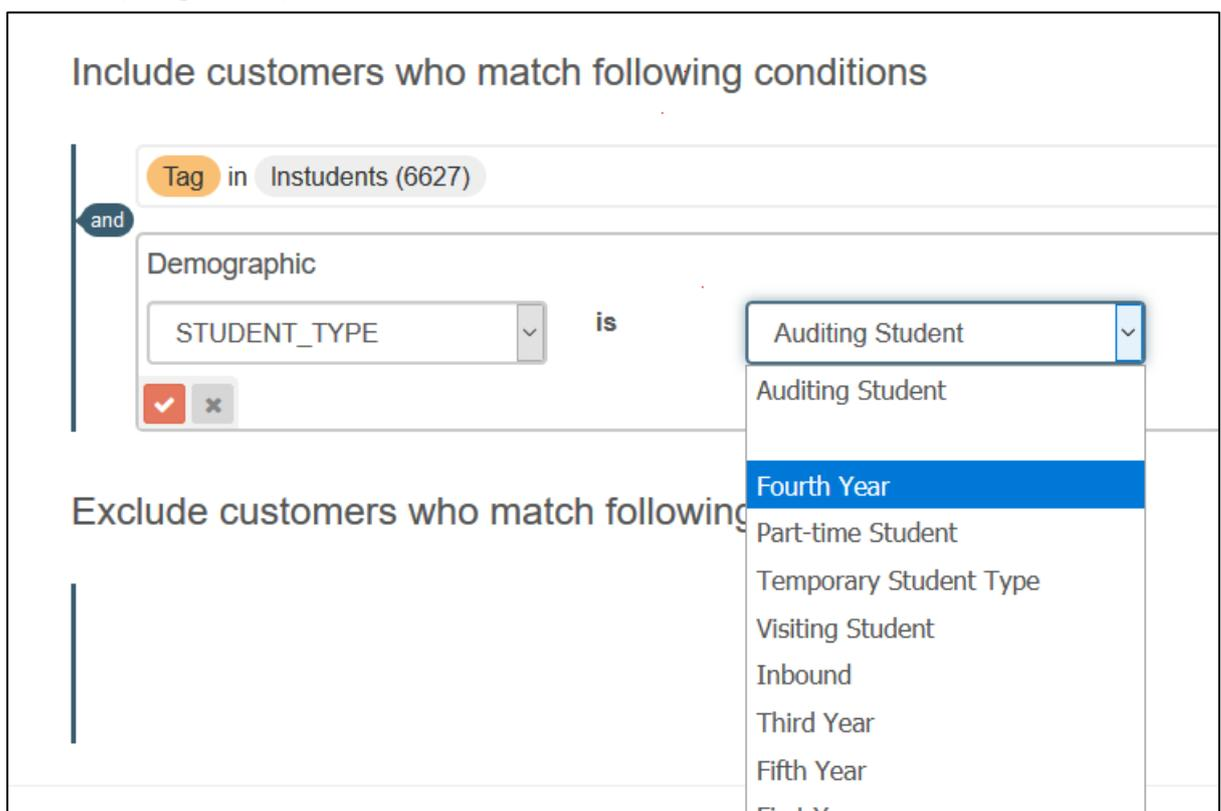 Include customers who match following conditions
Tag in Instudents (6627)
and
Demographic
STUDENT_TYPE is Auditing Student
Auditing Student
Fourth Year
Exclude customers who match following
Part-time Student
Temporary Student Type
Visiting Student
Inbound
Third Year
Fifth Year